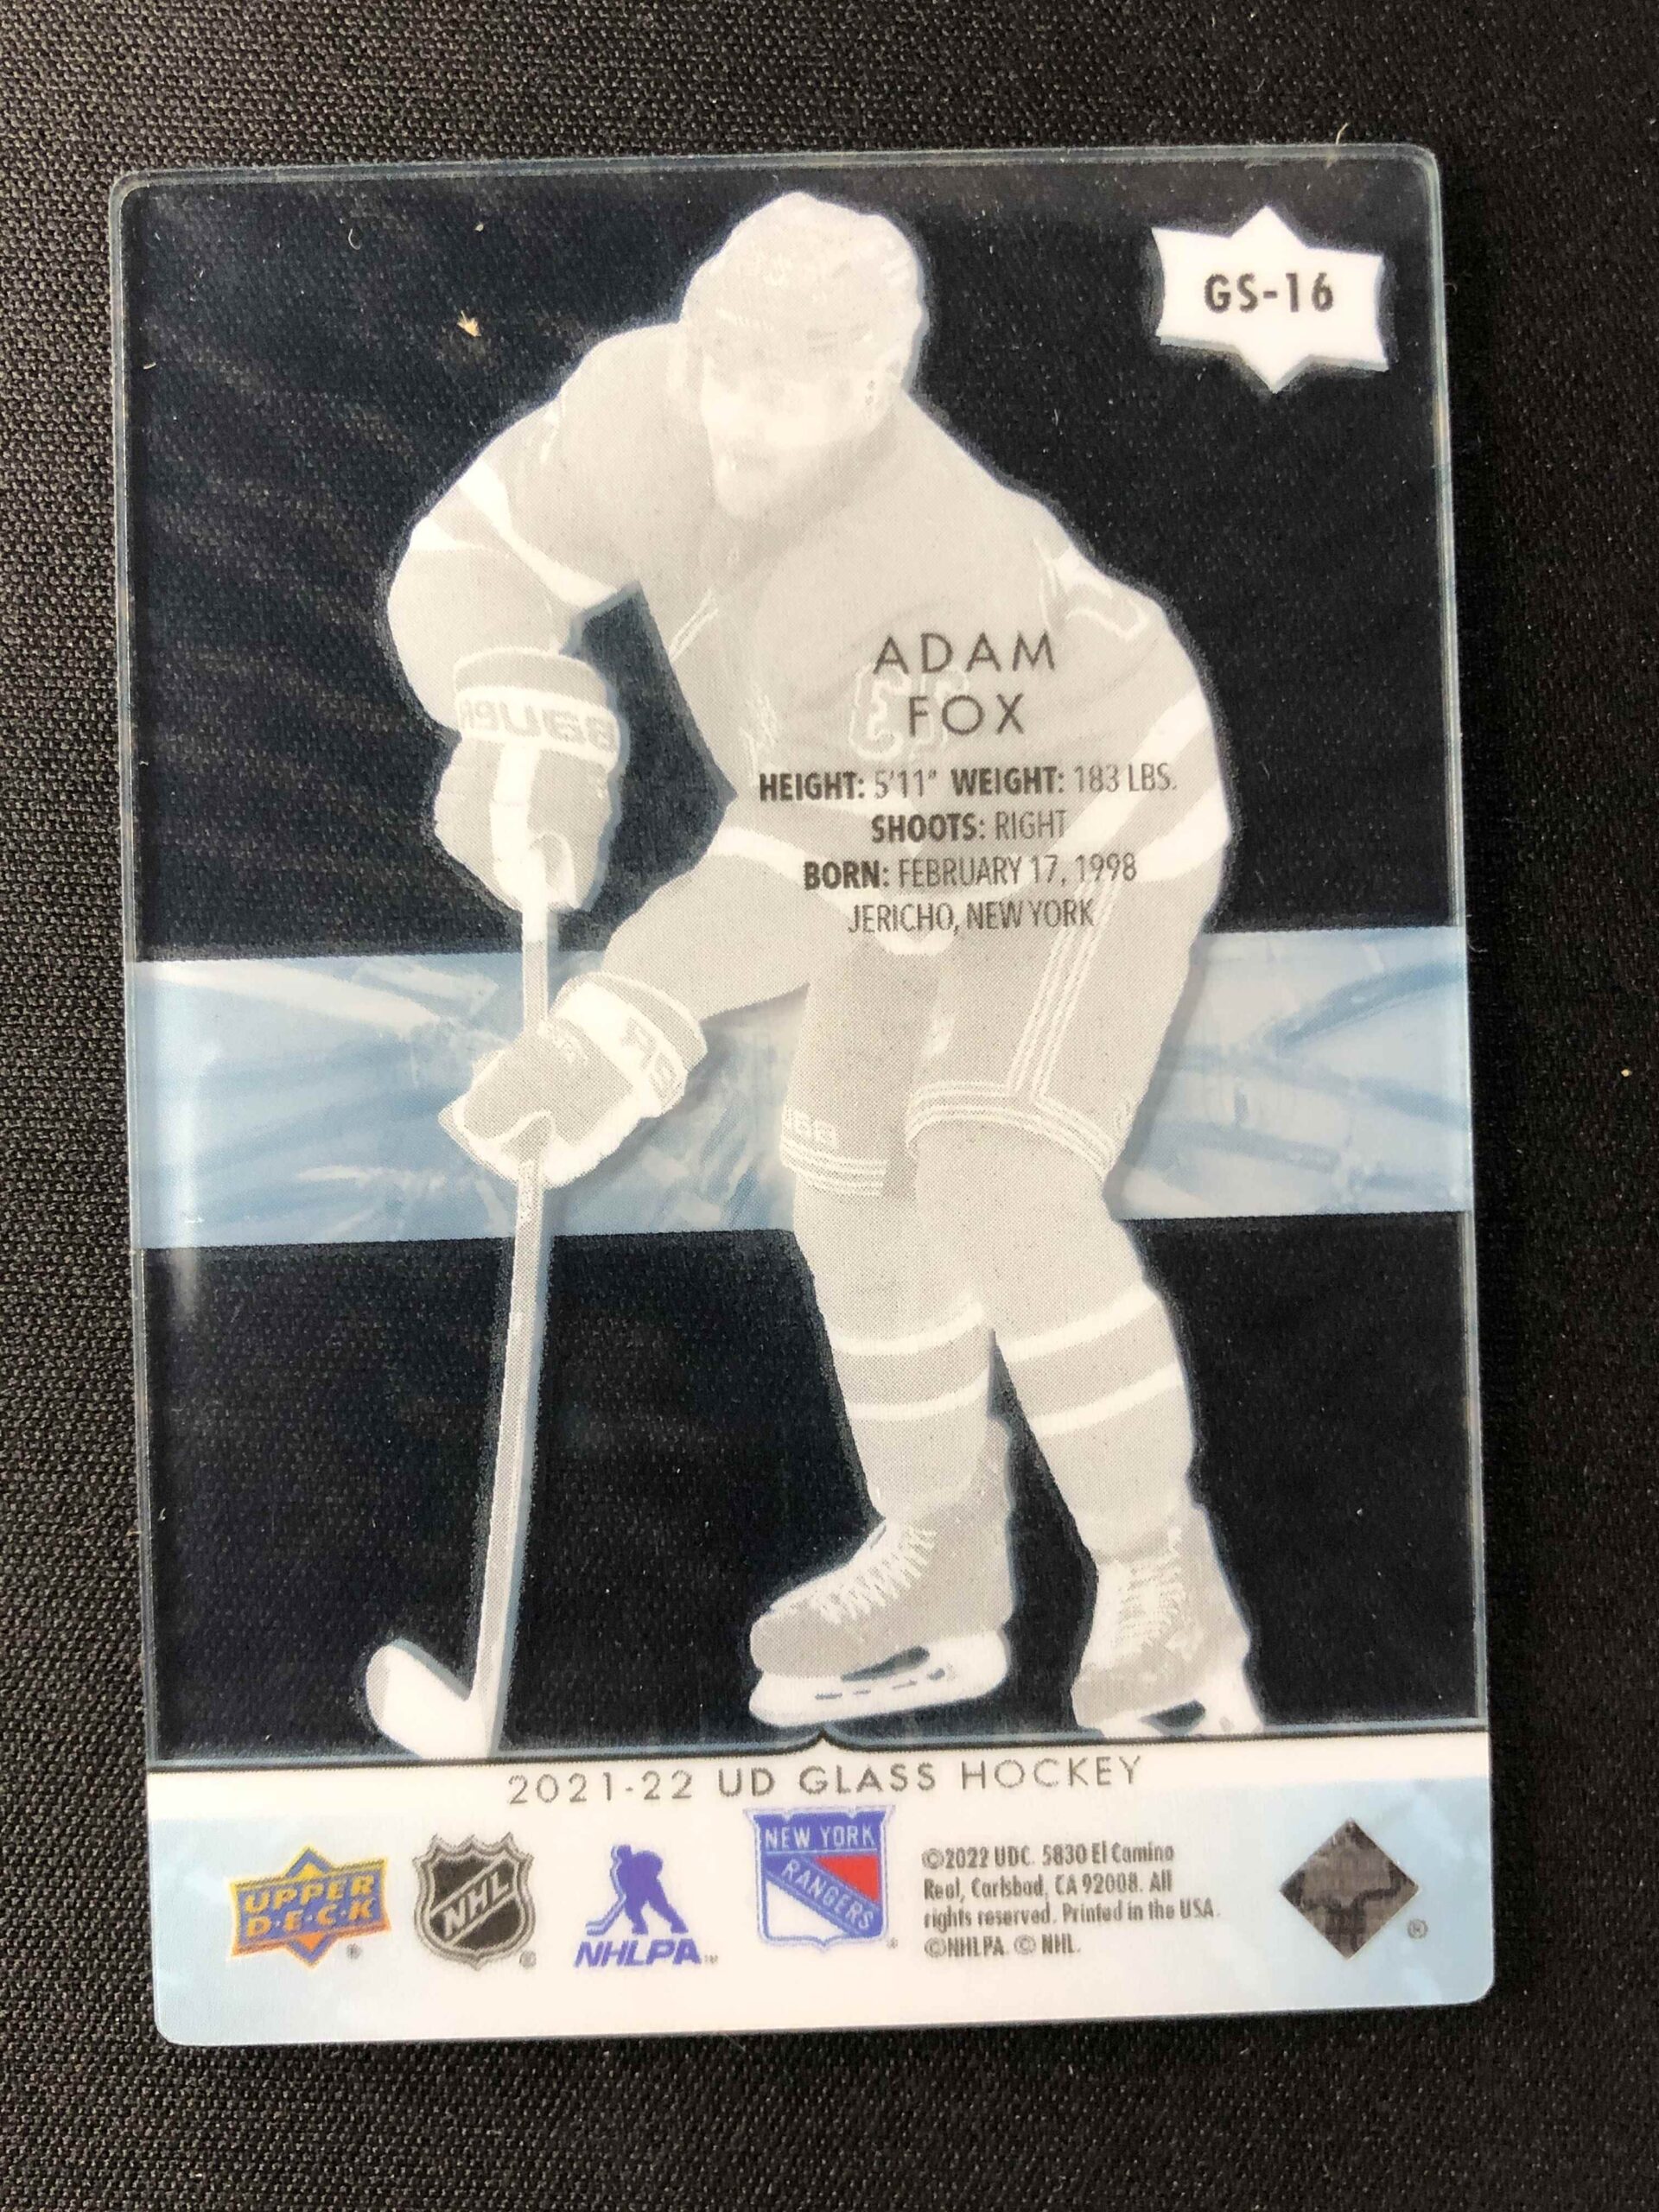 GS-16
ADAM
FOX
HEIGHT: 5'11" WEIGHT: 183 LBS.
SHOOTS: RIGHT
BORN: FEBRUARY 17, 1998
JERICHO, NEW YORK
2021-22 UD GLASS HOCKEY
UPPER
D·E·C·K
®
NHL
®
NHLPA™
NEW YORK
RANGERS
©2022 UDC. 5830 El Camino
Real, Carlsbad, CA 92008. All
rights reserved. Printed in the USA.
©NHLPA. © NHL.
®